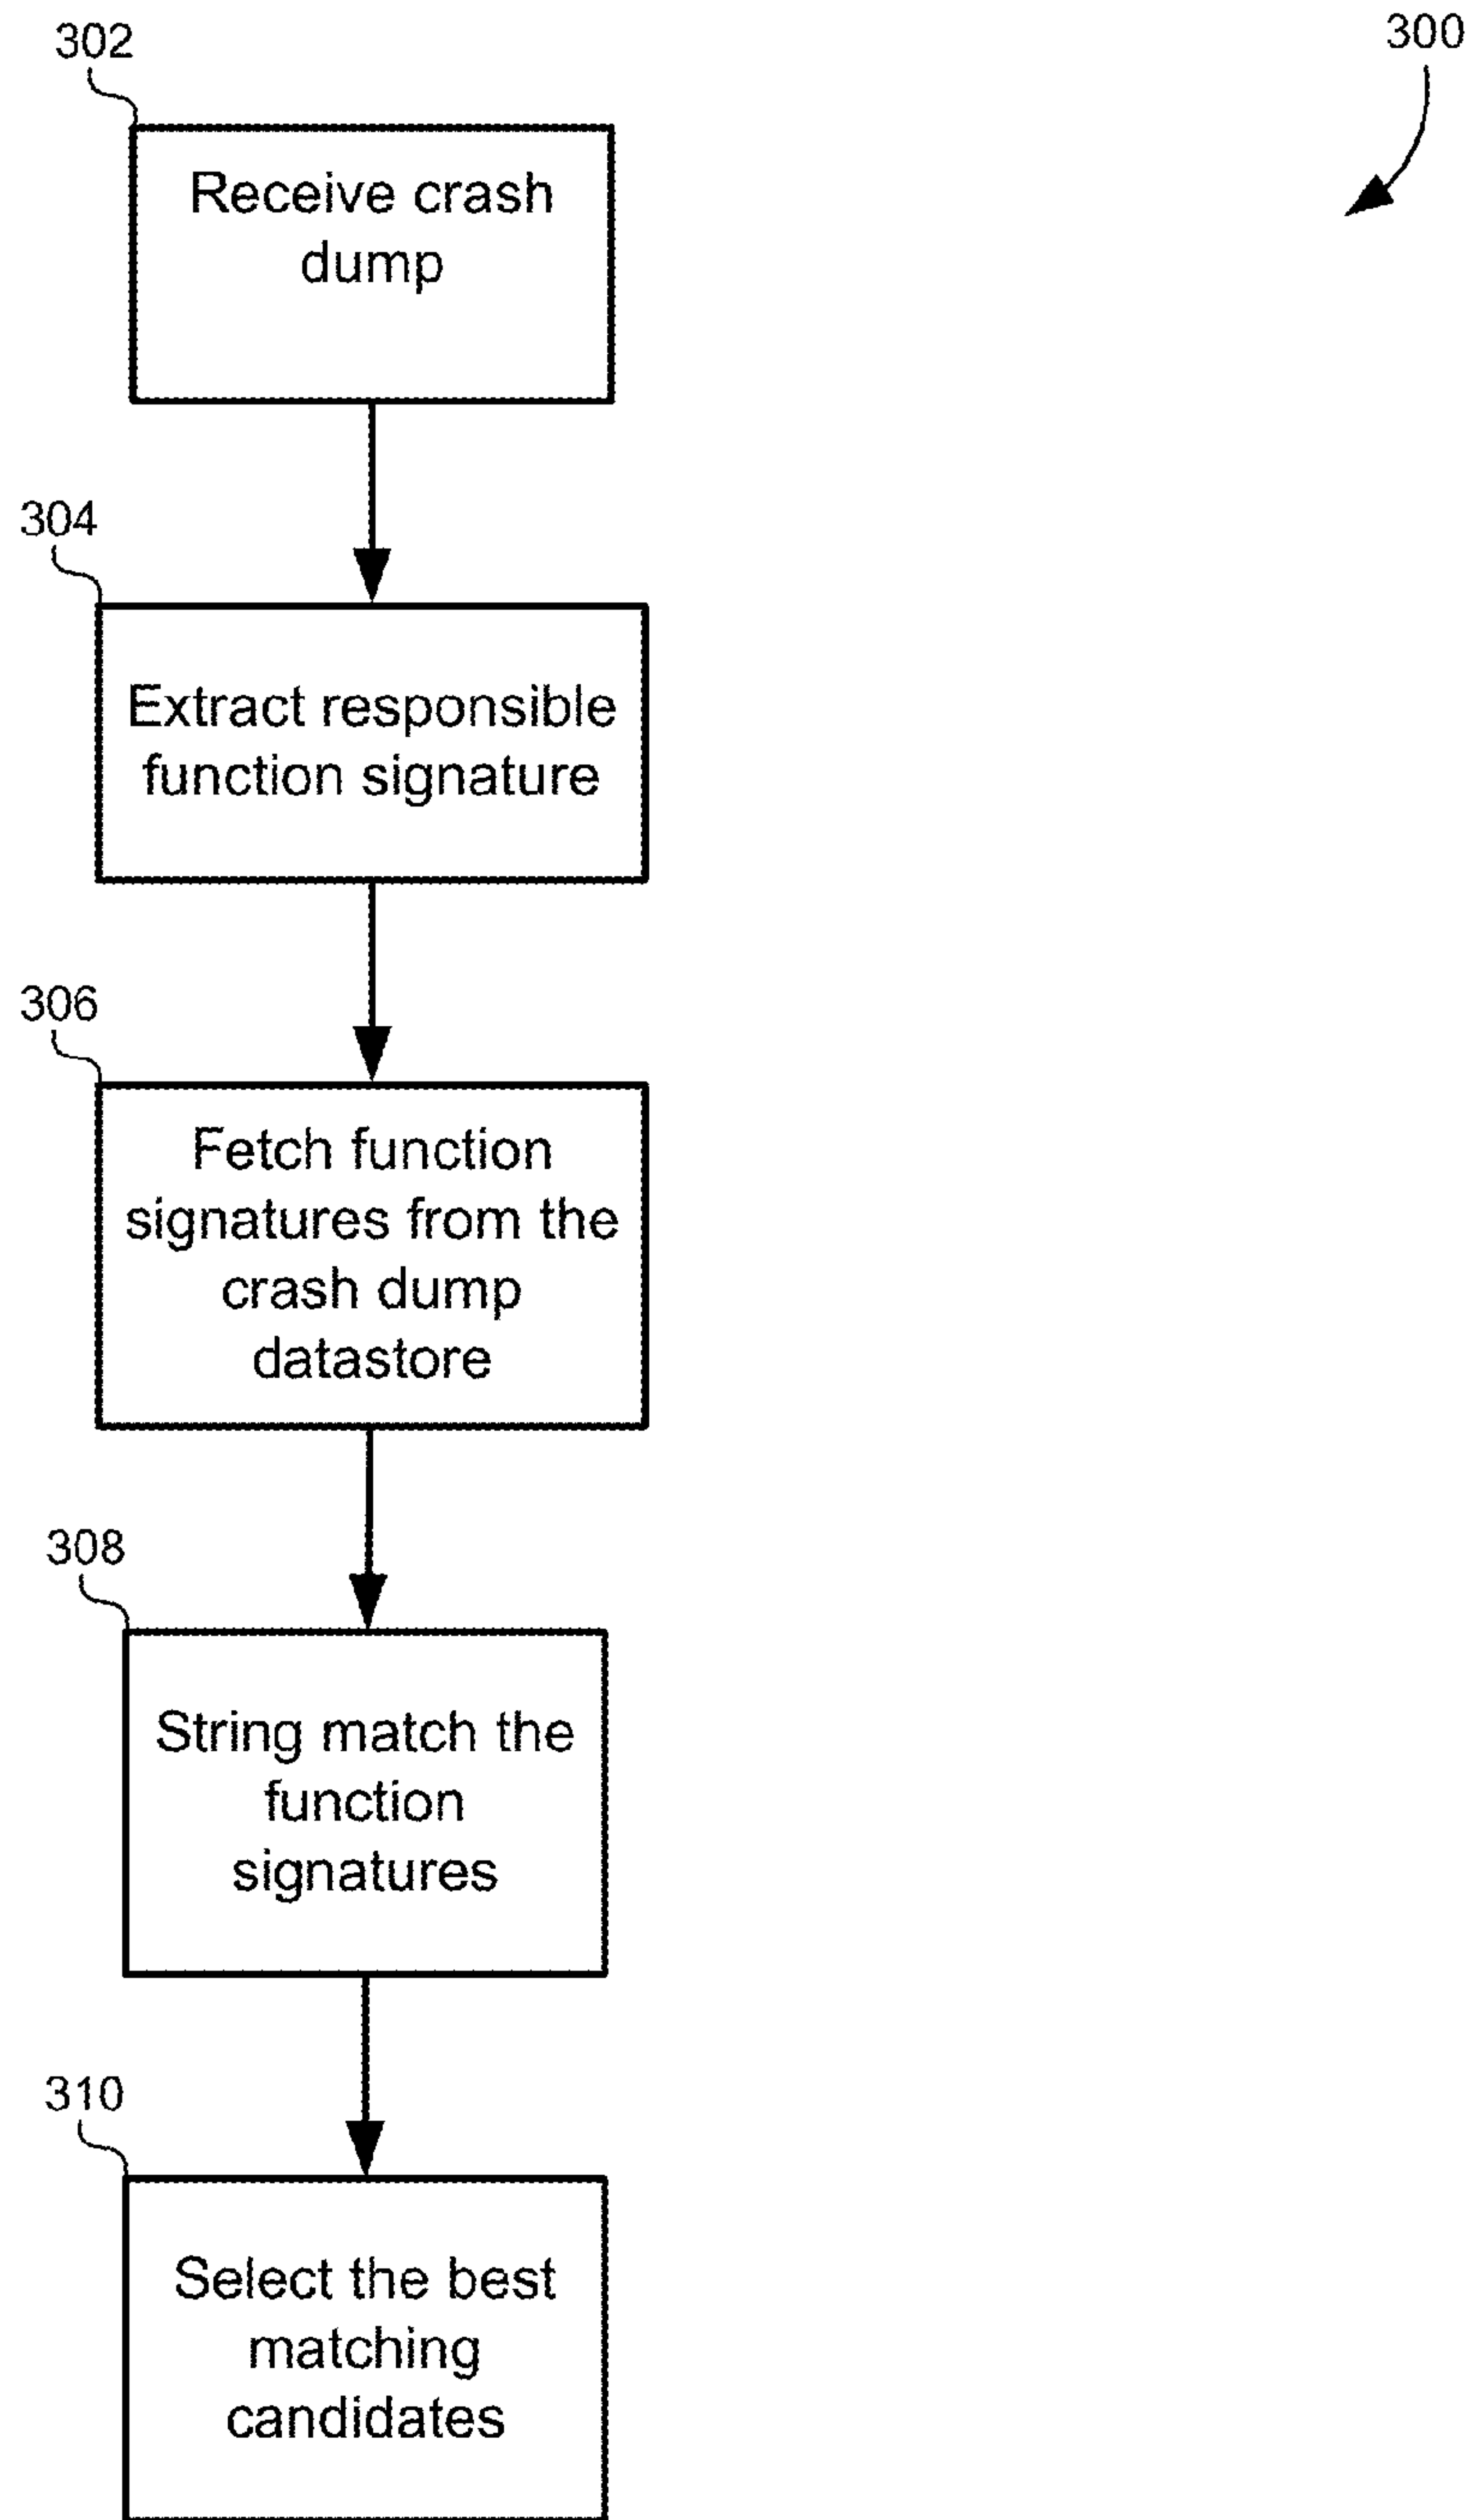 302
300
Receive crash
dump
304
Extract responsible
function signature
306
Fetch function
signatures from the
crash dump
datastore
308
String match the
function
signatures
310
Select the best
matching
candidates